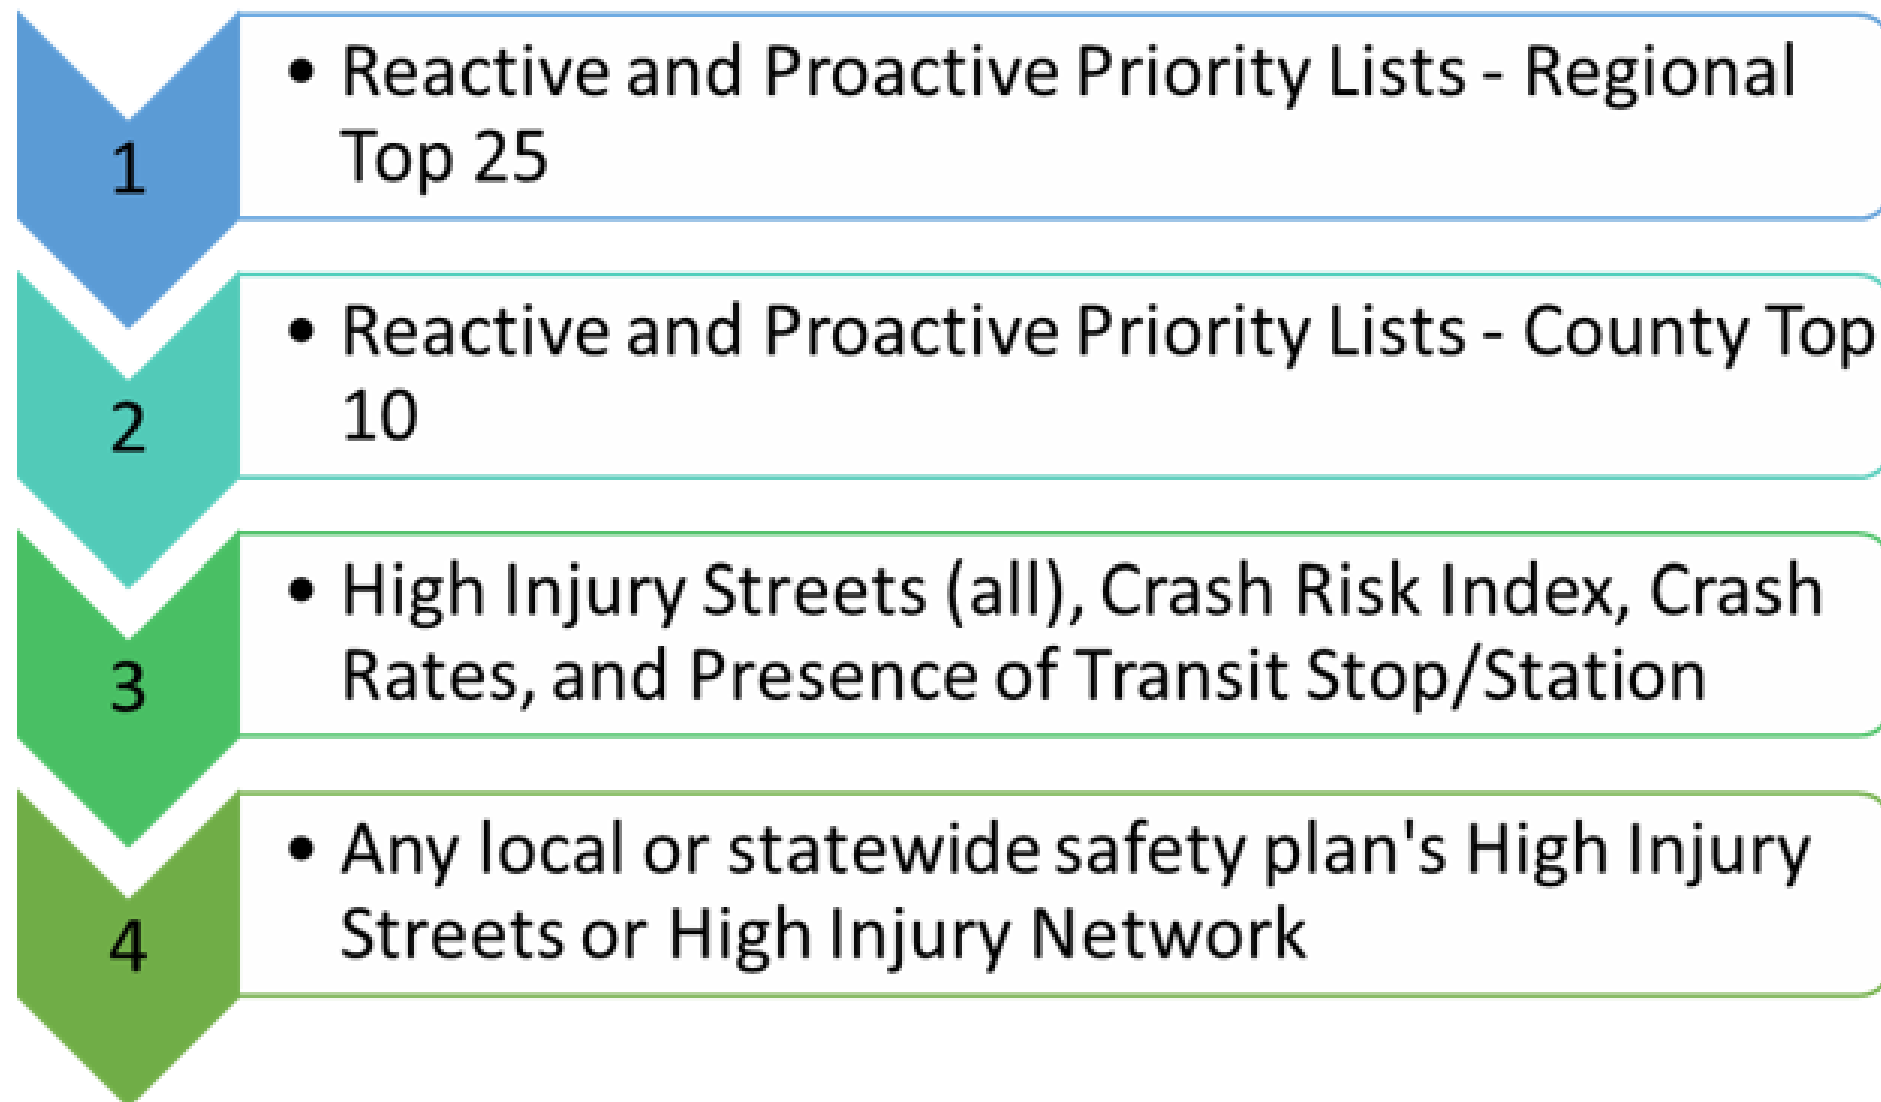 1
• Reactive and Proactive Priority Lists - Regional
Top 25
2
• Reactive and Proactive Priority Lists - County Top
10
3
• High Injury Streets (all), Crash Risk Index, Crash
Rates, and Presence of Transit Stop/Station
4
• Any local or statewide safety plan's High Injury
Streets or High Injury Network